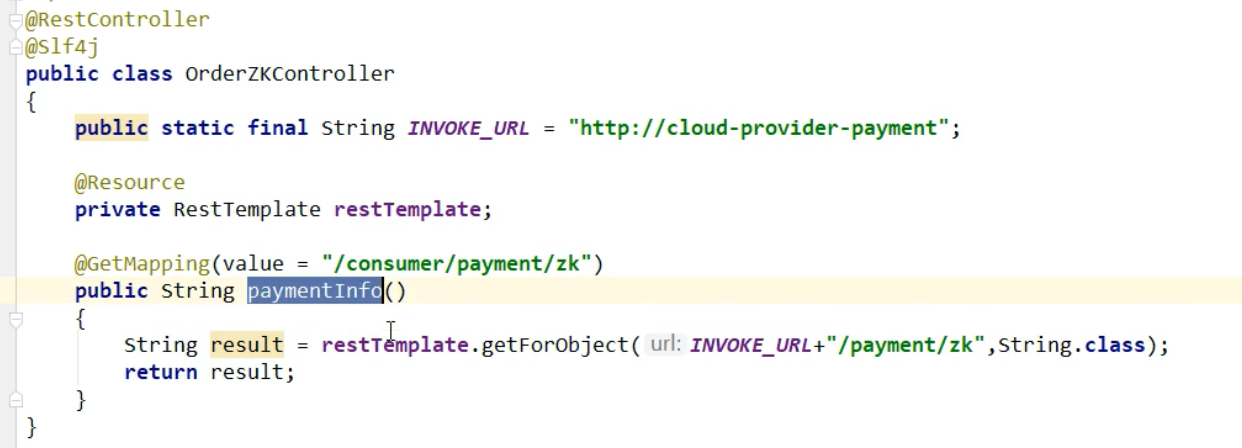 @RestController
@Slf4j
public class OrderZKController
{
    public static final String INVOKE_URL = "http://cloud-provider-payment";
    @Resource
    private RestTemplate restTemplate;
    @GetMapping(value = "/consumer/payment/zk")
    public String paymentInfo()
    {
        String result = restTemplate.getForObject( url: INVOKE_URL+"/payment/zk",String.class);
        return result;
    }
}